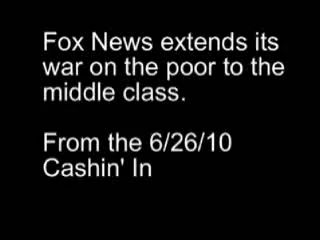 Fox News extends its
war on the poor to the
middle class.
From the 6/26/10
Cashin' In